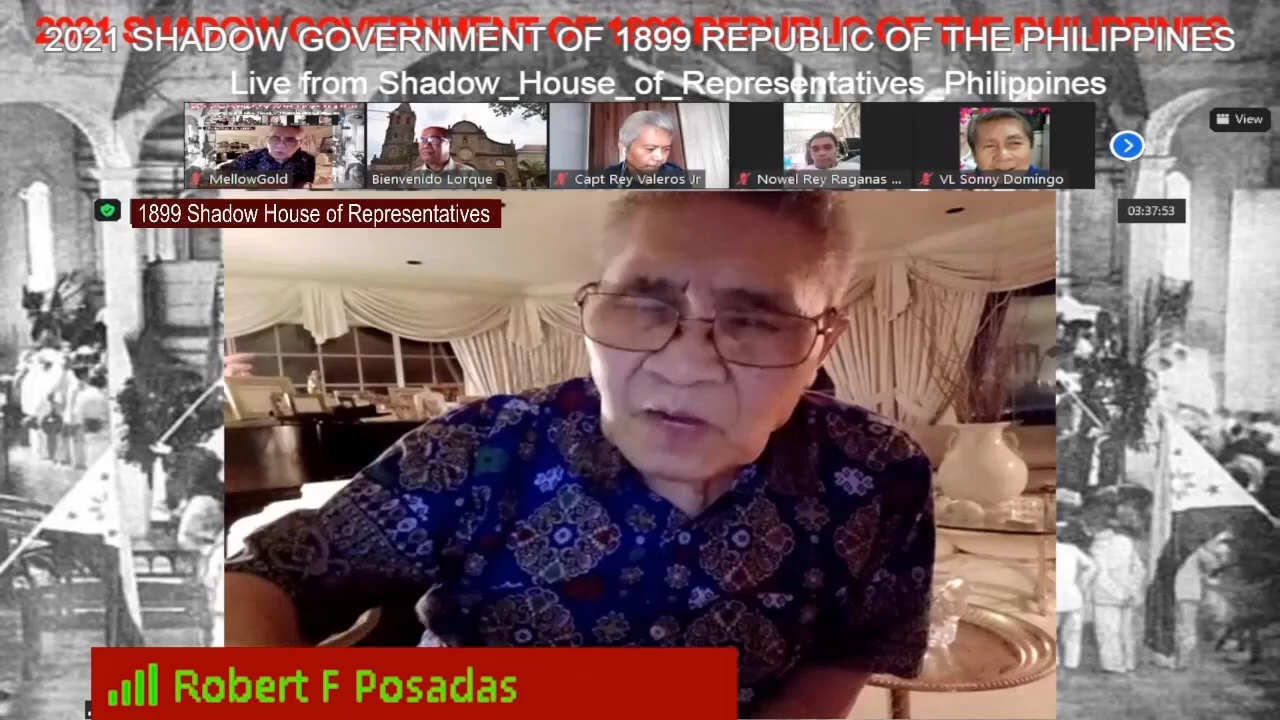 2021 SHADOW GOVERNMENT OF 1899 REPUBLIC OF THE PHILIPPINES
Live from Shadow_House_of_Representatives_Philippines
View
MellowGold
Bienvenido Lorque
Capt Rey Valeros Jr
Nowel Rey Raganas ...
VL Sonny Domingo
1899 Shadow House of Representatives
03:37:53
Robert F Posadas